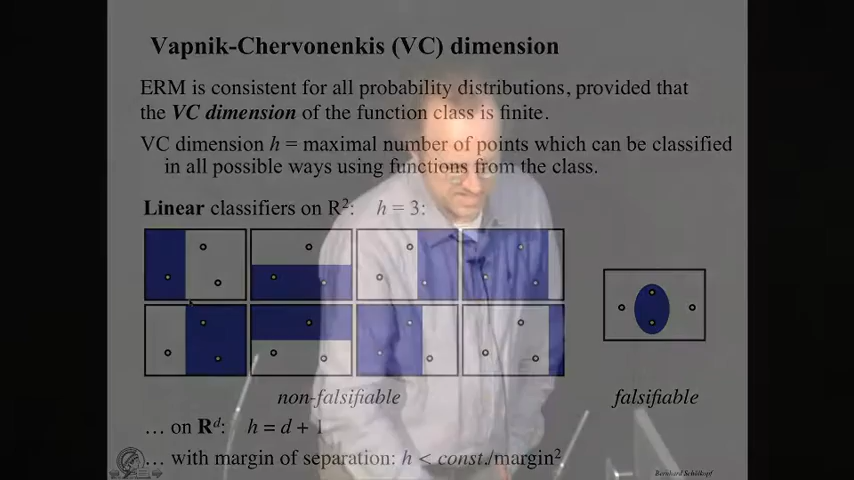 Vapnik-Chervonenkis (VC) dimension
ERM is consistent for all probability distributions, provided that
the VC dimension of the function class is finite.
VC dimension h = maximal number of points which can be classified
in all possible ways using functions from the class.
Linear classifiers on R²: h = 3:
non-falsifiable
falsifiable
… on Rᵈ: h = d + 1
… with margin of separation: h < const./margin²
Bernhard Schölkopf